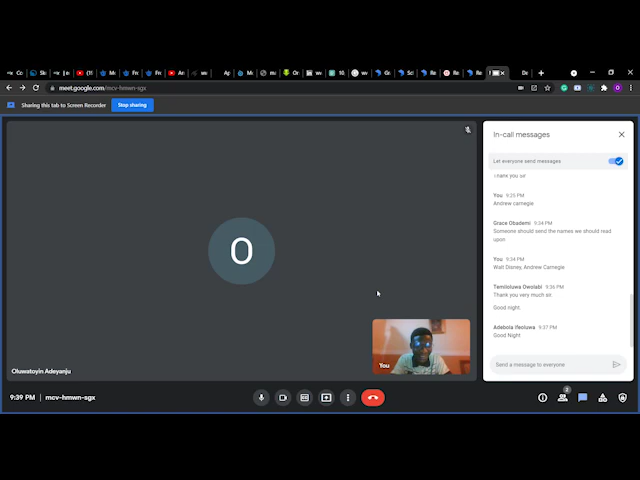 meet.google.com/mcv-hmwn-sgx
Sharing this tab to Screen Recorder
Stop sharing
In-call messages
Let everyone send messages
You 9:25 PM
Andrew carnegie
Grace Obademi 9:34 PM
Someone should send the names we should read
upon
You 9:34 PM
Walt Disney, Andrew Carnegie
Temiloluwa Owolabi 9:36 PM
Thank you very much sir.
Good night.
Adebola Ifeoluwa 9:37 PM
Good Night
Send a message to everyone
O
You
Oluwatoyin Adeyanju
9:39 PM | mcv-hmwn-sgx
2